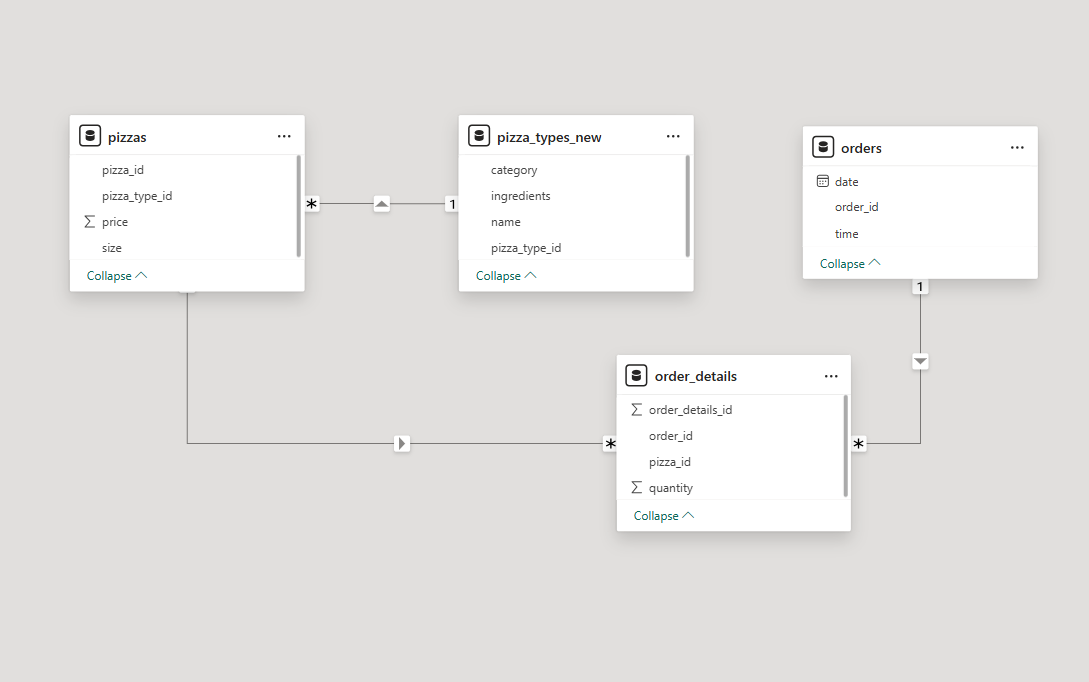 pizzas
pizza_id
pizza_type_id
price
size
Collapse
*
1
pizza_types_new
category
ingredients
name
pizza_type_id
Collapse
orders
date
order_id
time
Collapse
1
order_details
order_details_id
order_id
pizza_id
quantity
Collapse
*
*